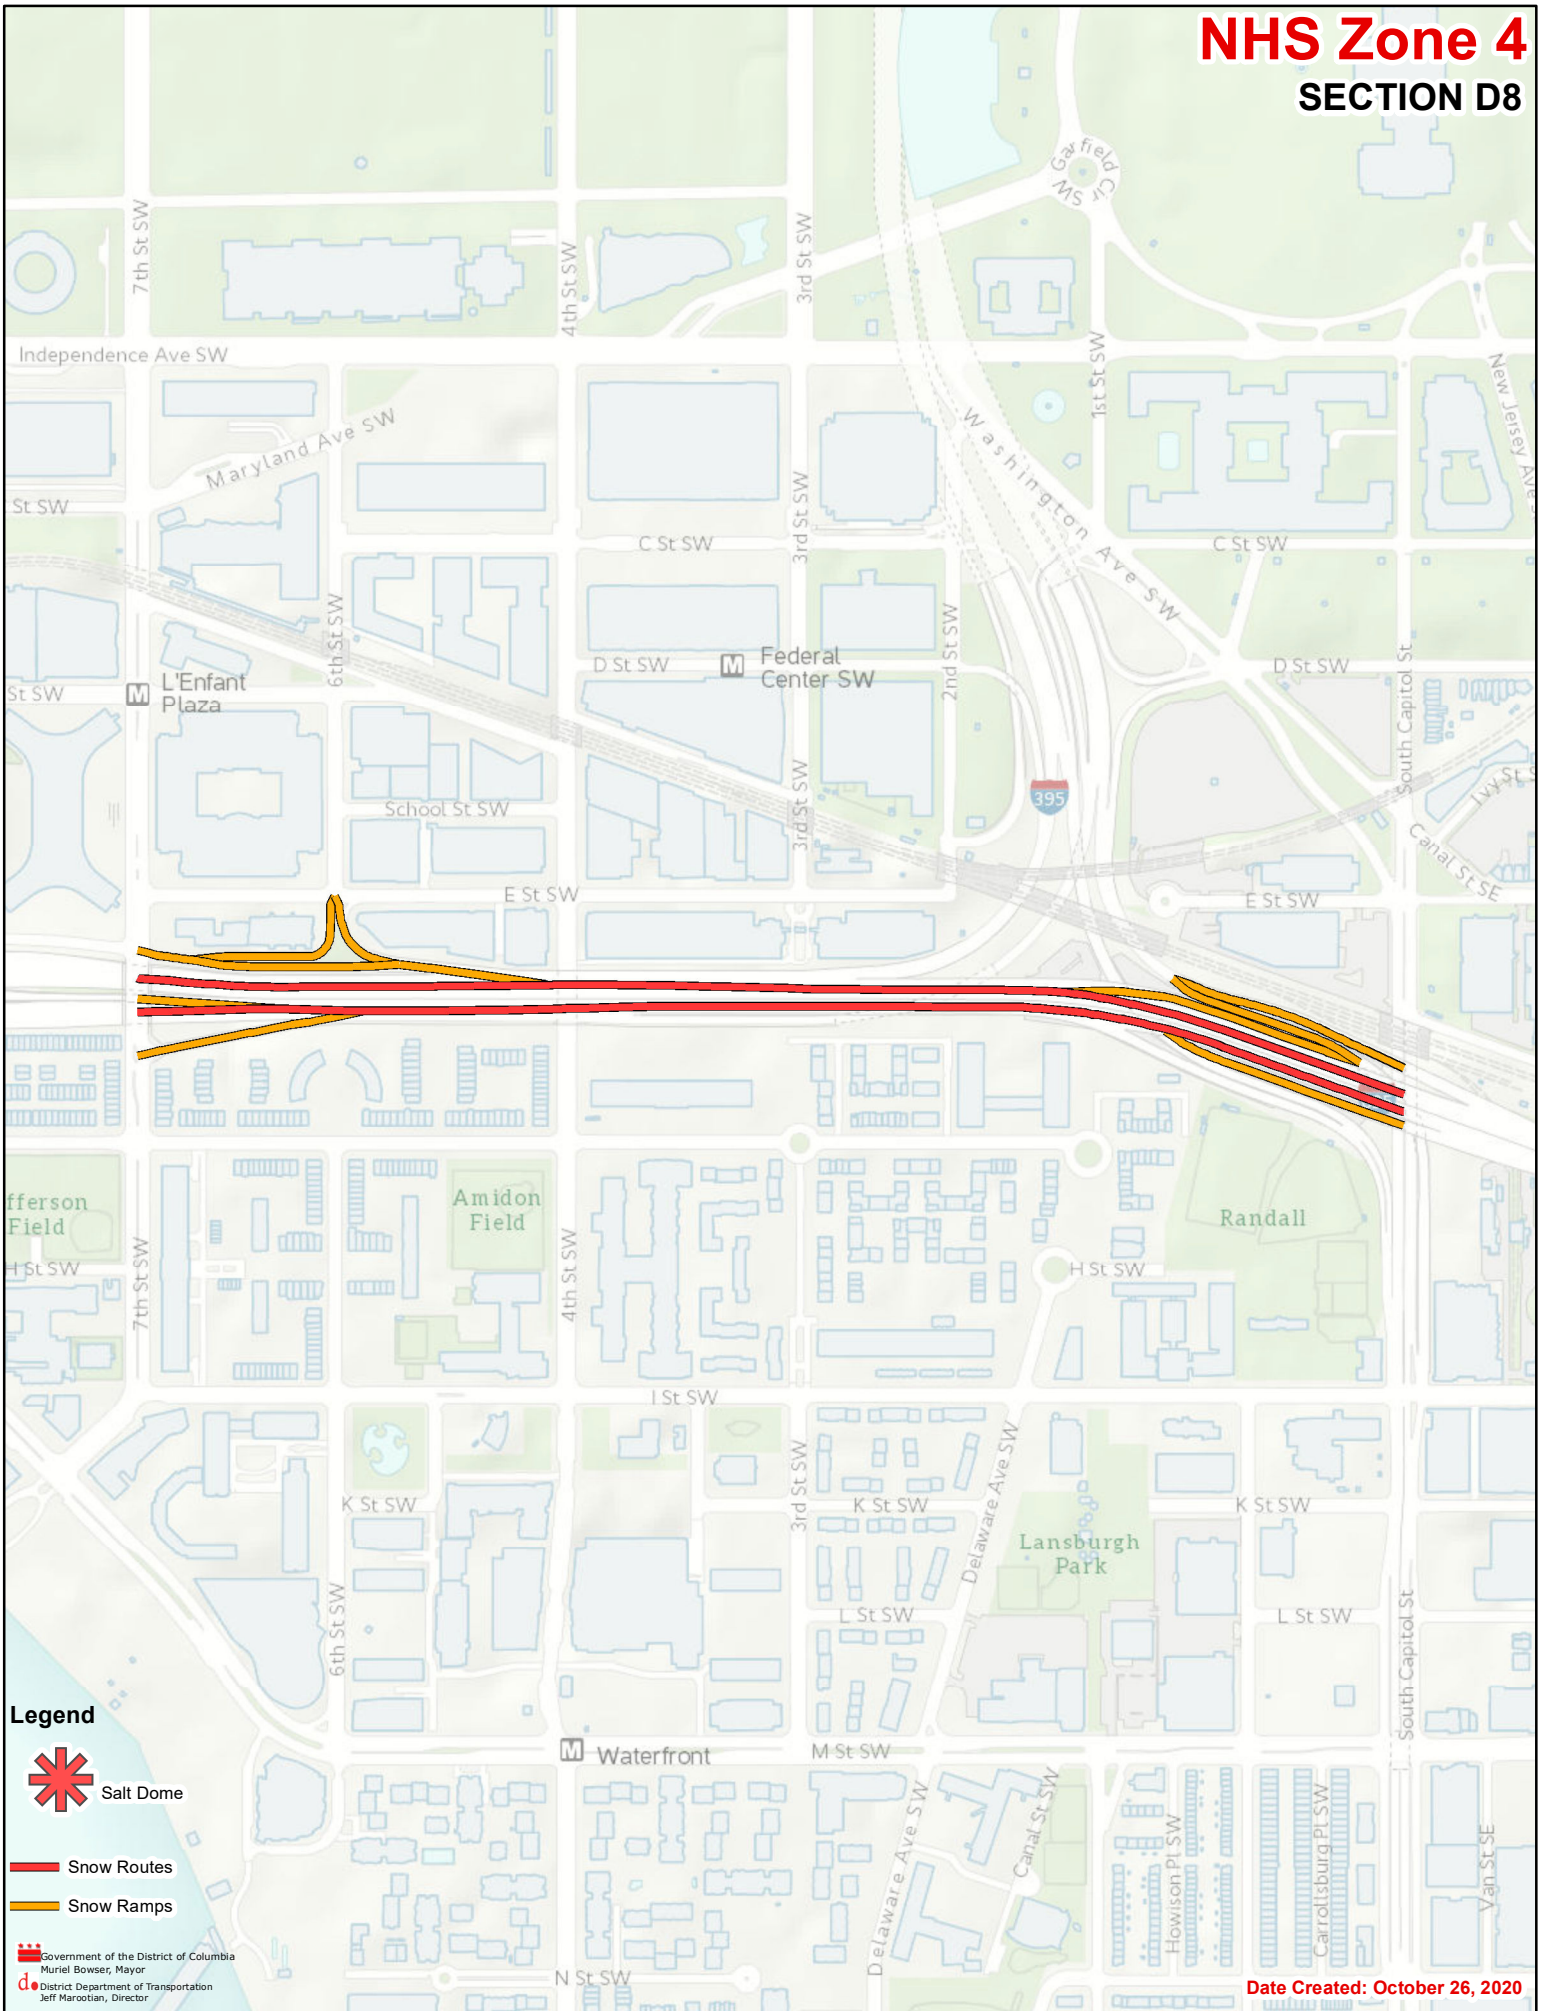 NHS Zone 4
SECTION D8
Garfield Cir SW
7th St SW
4th St SW
3rd St SW
Independence Ave SW
1st St SW
New Jersey Ave S
Maryland Ave SW
Washington Ave SW
St SW
C St SW
3rd St SW
C St SW
6th St SW
2nd St SW
D St SW
Federal
Center SW
D St SW
South Capitol St
St SW
L'Enfant
Plaza
395
School St SW
3rd St SW
Ivy St S
Canal St SE
E St SW
E St SW
fferson
Field
Amidon
Field
Randall
H St SW
7th St SW
4th St SW
H St SW
I St SW
K St SW
3rd St SW
K St SW
Delaware Ave SW
K St SW
Lansburgh
Park
6th St SW
L St SW
L St SW
South Capitol St
Legend
Waterfront
M St SW
Salt Dome
Delaware Ave SW
Canal St SW
Howison Pl SW
Carrollsburg Pl SW
Van St SE
Snow Routes
Snow Ramps
Government of the District of Columbia
Muriel Bowser, Mayor
d.
District Department of Transportation
Jeff Marootian, Director
N St SW
Date Created: October 26, 2020